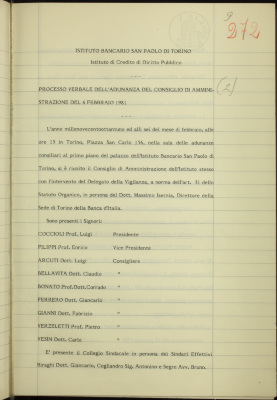 9
272
ISTITUTO BANCARIO SAN PAOLO DI TORINO
Istituto di Credito di Diritto Pubblico
---
PROCESSO VERBALE DELL'ADUNANZA DEL CONSIGLIO DI AMMINI-
STRAZIONE DEL 6 FEBBRAIO 1981
(2)
---
L'anno millenovecentottantuno ed alli sei del mese di febbraio, alle
ore 15 in Torino, Piazza San Carlo 156, nella sala delle adunanze
consiliari al primo piano del palazzo dell'Istituto Bancario San Paolo di
Torino, si è riunito il Consiglio di Amministrazione dell'Istituto stesso
con l'intervento del Delegato della Vigilanza, a norma dell'art. dello
Statuto Organico, in persona del Dott. Massimo Direttore della
Sede di Torino della Banca d'Italia.
Sono presenti i Signori:
COCCIOLI Prof. Luigi Presidente
FILIPPI Prof. Enrico Vice Presidente
ARCUTI Dott. Luigi Consigliere
BELLAVITA Dott. Claudio "
BONATO Prof.Dott.Corrado "
FERRERO Dott. Giancarlo "
GIANNI Dott. Fabrizio "
VERZELETTI Prof. Pietro "
VESIN Dott. Carlo "
E' presente il Collegio Sindacale in persona dei Sindaci Effettivi
Biraghi Dott. Giancarlo, Cogliandra Sig. Antonino e Segre Avv. Bruno.